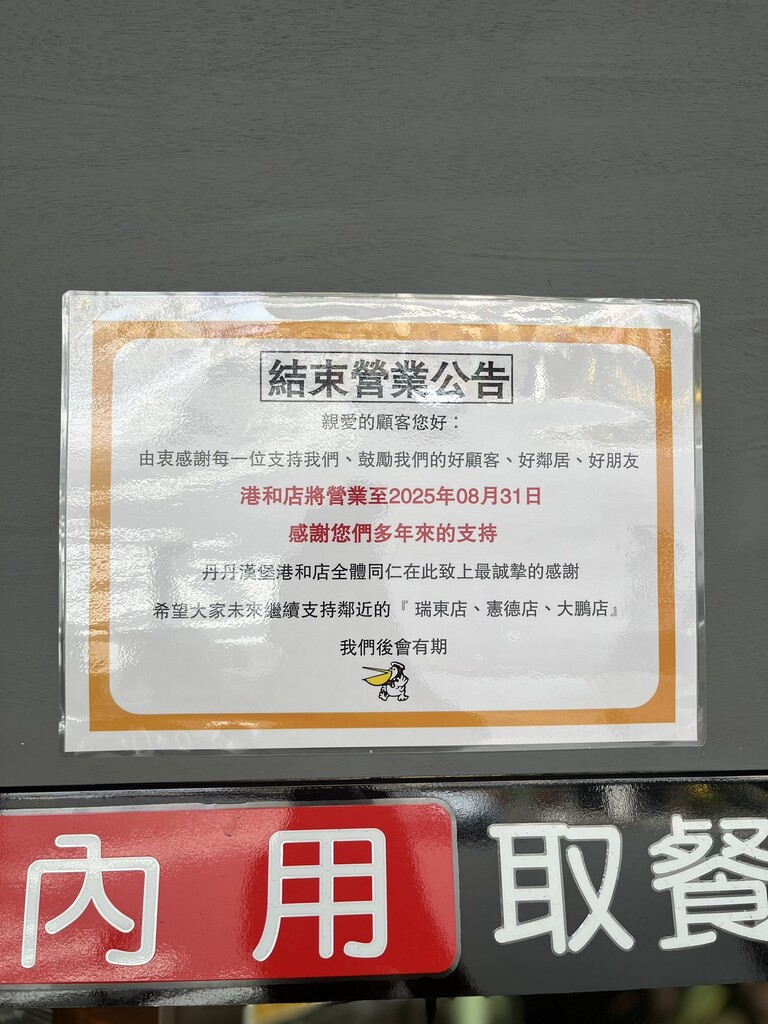 結束營業公告
親愛的顧客您好：
由衷感謝每一位支持我們、鼓勵我們的好顧客、好鄰居、好朋友
港和店將營業至2025年08月31日
感謝您們多年來的支持
丹丹漢堡港和店全體同仁在此致上最誠摯的感謝
希望大家未來繼續支持鄰近的『 瑞東店、憲德店、大鵬店』
我們後會有期
內用 取餐